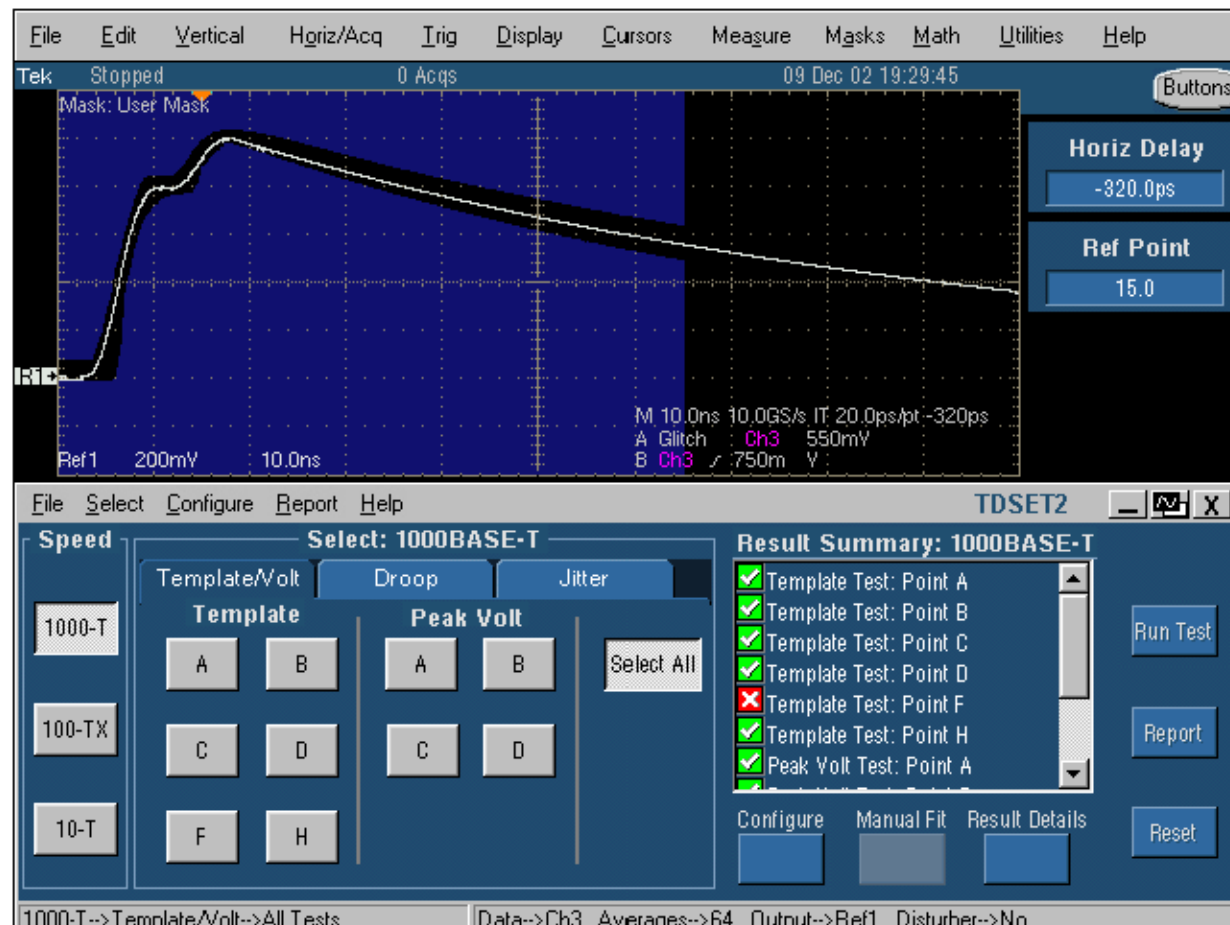 File Edit Vertical Horiz/Acq Trig Display Cursors Measure Masks Math Utilities Help
Tek Stopped 0 Acqs 09 Dec 02 19:29:45
Buttons
Mask: User Mask
Horiz Delay
-320.0ps
Ref Point
15.0
R1
M 10.0ns 10.0GS/s IT 20.0ps/pt -320ps
A Glitch Ch3 550mV
B Ch3 750m V
Ref1 200mV 10.0ns
File Select Configure Report Help TDSET2
Speed
1000-T
100-TX
10-T
Select: 1000BASE-T
Template/Volt Droop Jitter
Template Peak Volt
A B A B Select All
C D C D
F H
Result Summary: 1000BASE-T
Template Test: Point A
Template Test: Point B
Template Test: Point C
Template Test: Point D
Template Test: Point F
Template Test: Point H
Peak Volt Test: Point A
Configure Manual Fit Result Details
Run Test
Report
Reset
1000-T-->Template/Volt-->All Tests Data-->Ch3 Averages-->64 Output-->Ref1 Disturber-->No